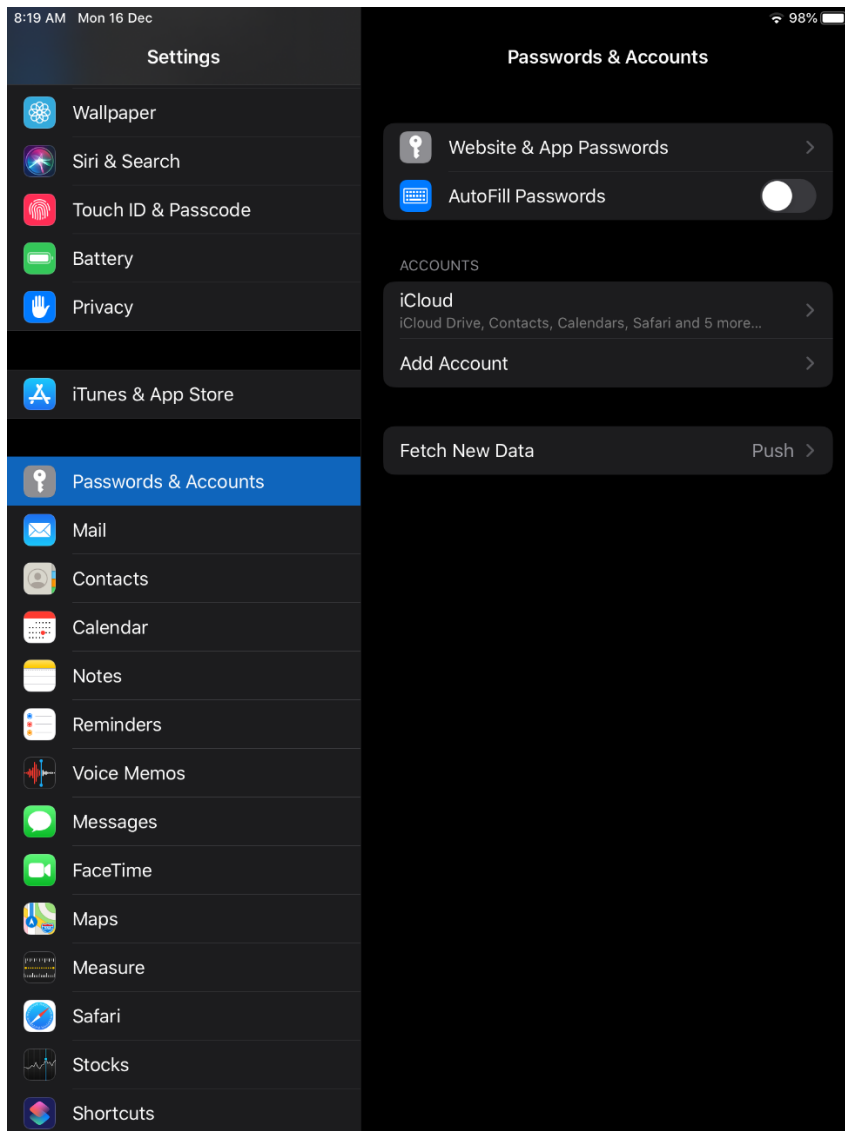 8:19 AM Mon 16 Dec
98%
Settings
Wallpaper
Siri & Search
Touch ID & Passcode
Battery
Privacy
iTunes & App Store
Passwords & Accounts
Mail
Contacts
Calendar
Notes
Reminders
Voice Memos
Messages
FaceTime
Maps
Measure
Safari
Stocks
Shortcuts
Passwords & Accounts
Website & App Passwords
AutoFill Passwords
ACCOUNTS
iCloud
iCloud Drive, Contacts, Calendars, Safari and 5 more...
Add Account
Fetch New Data Push